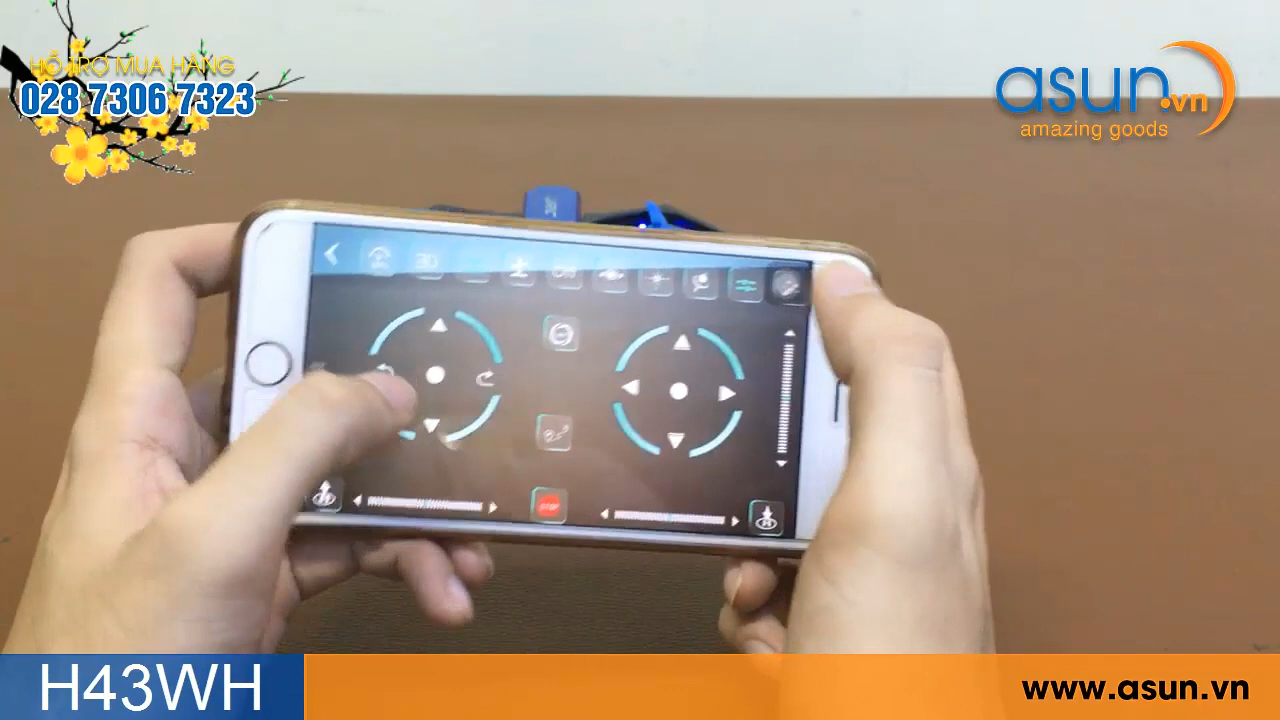 HỖ TRỢ MUA HÀNG
028 7306 7323
asun.vn
amazing goods
STOP
H43WH
www.asun.vn